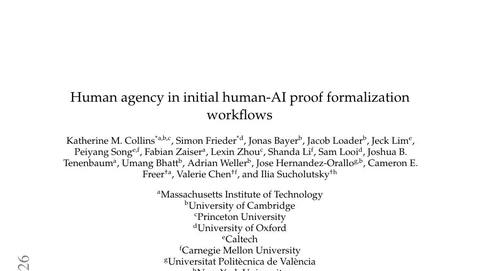 Human agency in initial human-AI proof formalization
workflows
Katherine M. Collins*a,b,c, Simon Frieder*d, Jonas Bayerb, Jacob Loaderb, Jeck Lime,
Peiyang Songe,f, Fabian Zaisera, Lexin Zhouc, Shanda Lif, Sam Looid, Joshua B.
Tenenbauma, Umang Bhattb, Adrian Wellerb, Jose Hernandez-Orallog,b, Cameron E.
Freer†a, Valerie Chen†f, and Ilia Sucholutsky†h
aMassachusetts Institute of Technology
bUniversity of Cambridge
cPrinceton University
dUniversity of Oxford
eCaltech
fCarnegie Mellon University
gUniversitat Politècnica de València
26